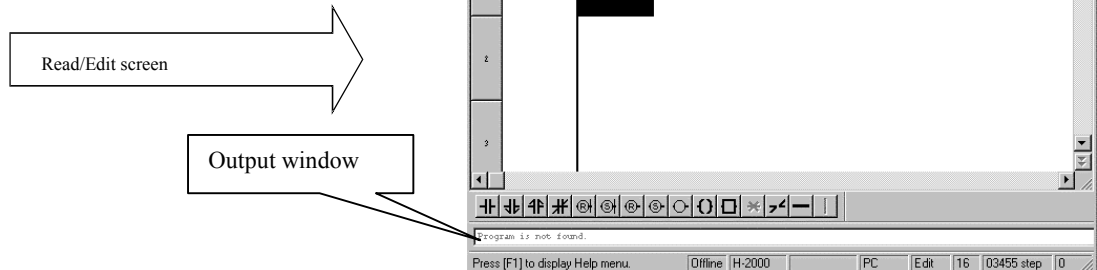 2
Read/Edit screen
3
Output window
Program is not found.
Press [F1] to display Help menu. Offline H-2000 PC Edit 16 03455 step 0